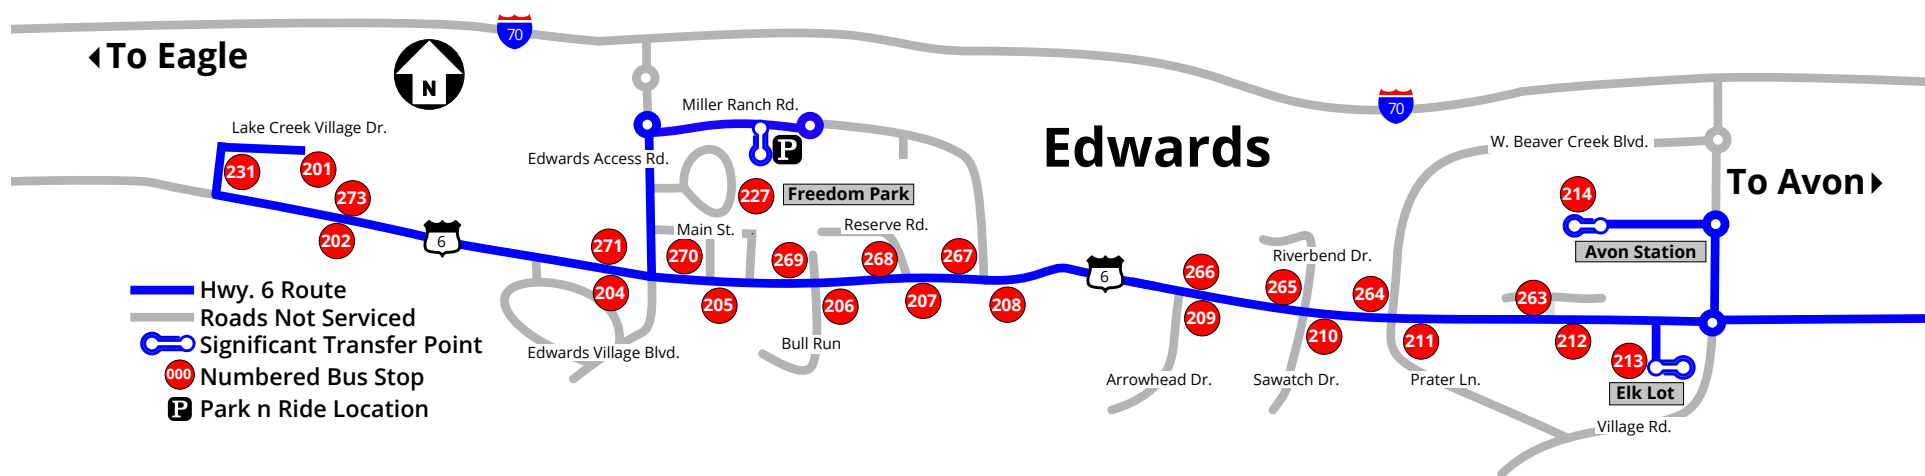 70
To Eagle
N
Miller Ranch Rd.
70
Lake Creek Village Dr.
P
Edwards
W. Beaver Creek Blvd.
Edwards Access Rd.
231
201
To Avon
273
227
Freedom Park
214
202
6
271
Main St.
Reserve Rd.
Avon Station
270
269
268
267
Riverbend Dr.
6
266
Hwy. 6 Route
204
205
206
207
208
265
264
263
Roads Not Serviced
209
210
211
212
Significant Transfer Point
Edwards Village Blvd.
Bull Run
213
000
Numbered Bus Stop
Arrowhead Dr.
Sawatch Dr.
Prater Ln.
Elk Lot
P
Park n Ride Location
Village Rd.